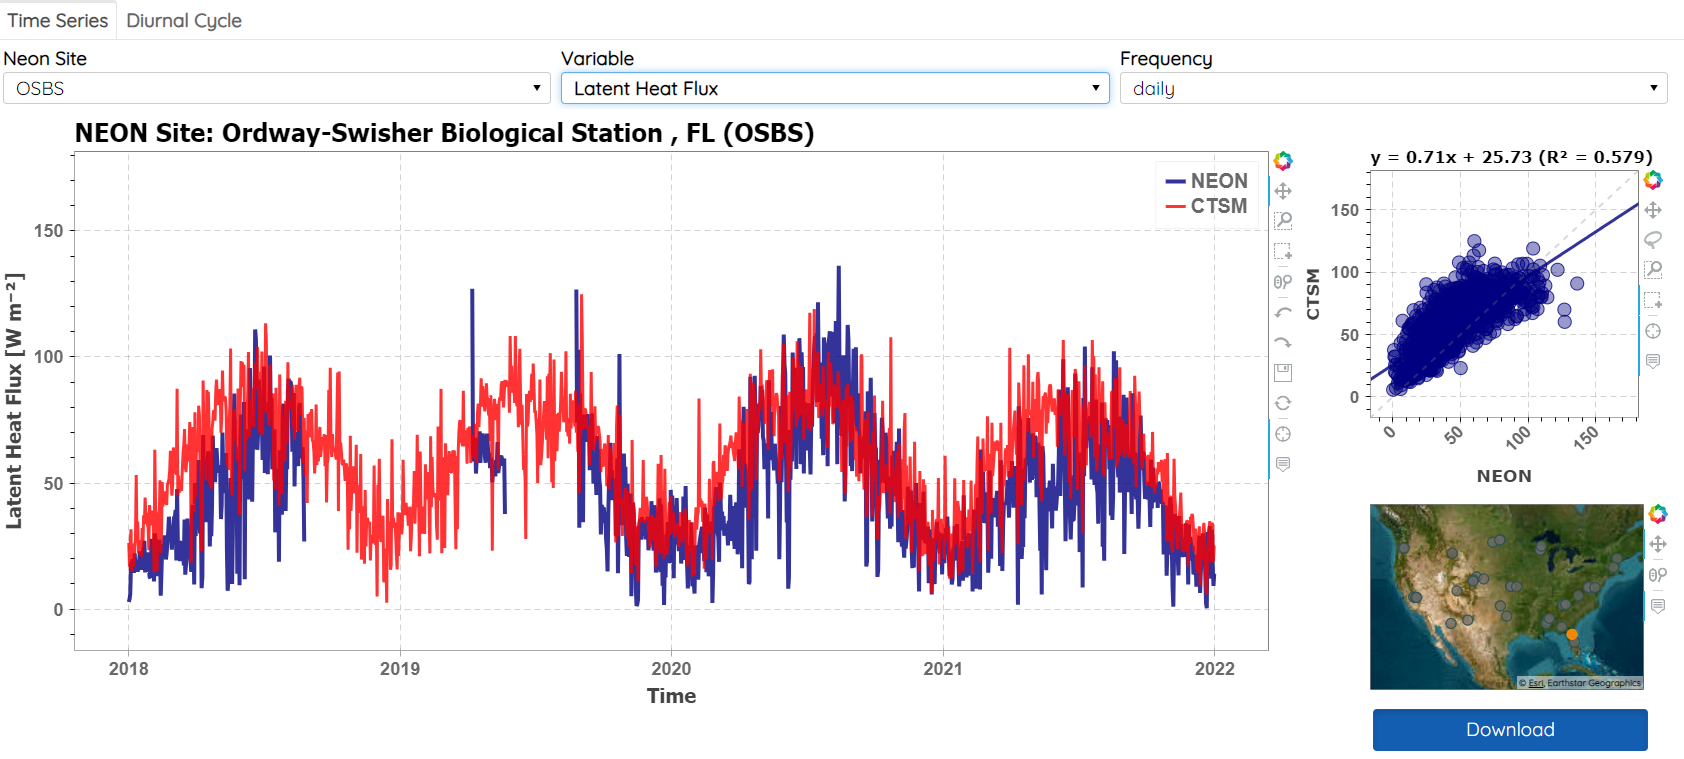 Time Series Diurnal Cycle
Neon Site Variable Frequency
OSBS Latent Heat Flux daily
NEON Site: Ordway-Swisher Biological Station , FL (OSBS)
NEON
CTSM
150
100
50
0
Latent Heat Flux [W m⁻²]
2018 2019 2020 2021 2022
Time
y = 0.71x + 25.73 (R² = 0.579)
150
100
50
0
CTSM
0 50 100 150
NEON
© Esri, Earthstar Geographics
Download